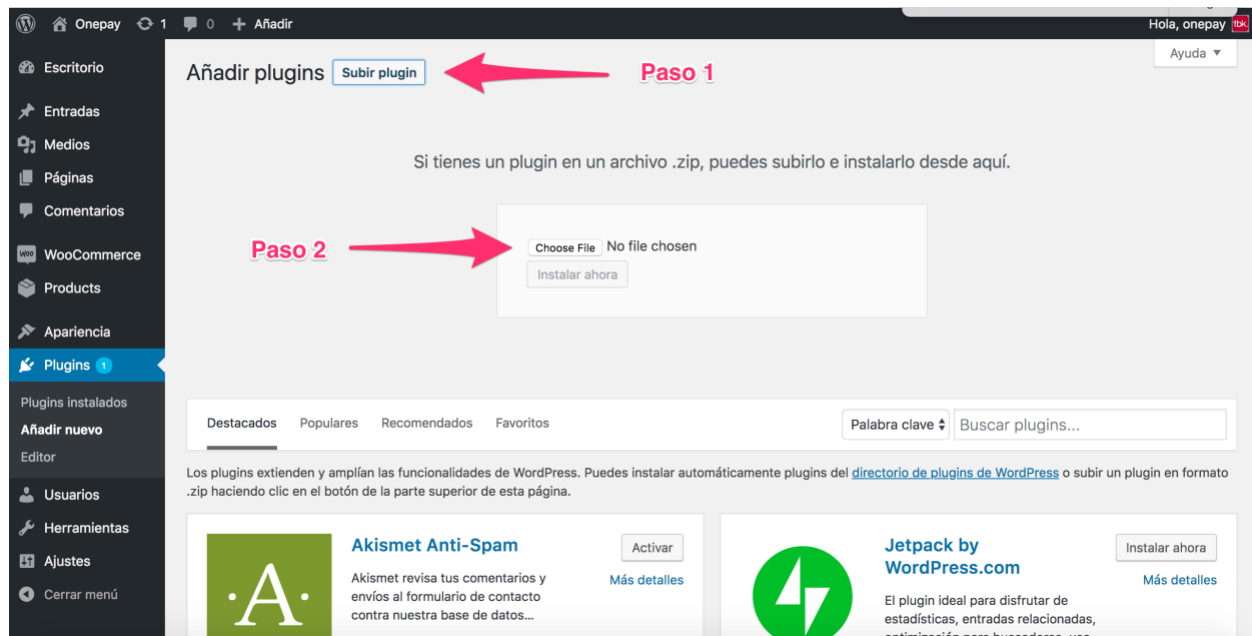 Onepay 1 0 + Añadir
Hola, onepay tbk
Ayuda ▼
Escritorio
Entradas
Medios
Páginas
Comentarios
WooCommerce
Products
Apariencia
Plugins 1
Plugins instalados
Añadir nuevo
Editor
Usuarios
Herramientas
Ajustes
Cerrar menú
Añadir plugins Subir plugin
Paso 1
Si tienes un plugin en un archivo .zip, puedes subirlo e instalarlo desde aquí.
Paso 2
Choose File No file chosen
Instalar ahora
Destacados Populares Recomendados Favoritos
Palabra clave Buscar plugins...
Los plugins extienden y amplían las funcionalidades de WordPress. Puedes instalar automáticamente plugins del directorio de plugins de WordPress o subir un plugin en formato
.zip haciendo clic en el botón de la parte superior de esta página.
A
Akismet Anti-Spam
Activar
Más detalles
Akismet revisa tus comentarios y
envíos al formulario de contacto
contra nuestra base de datos...
Jetpack by
WordPress.com
Instalar ahora
Más detalles
El plugin ideal para disfrutar de
estadísticas, entradas relacionadas,